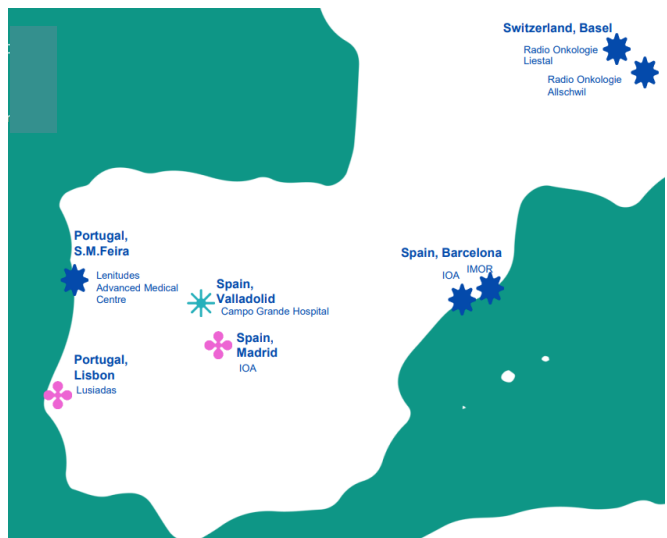 Switzerland, Basel
Radio Onkologie
Liestal
Radio Onkologie
Allschwil
Portugal,
S.M.Feira
Lenitudes
Advanced Medical
Centre
Spain,
Valladolid
Campo Grande Hospital
Spain, Barcelona
IOA
IMOR
Spain,
Madrid
IOA
Portugal,
Lisbon
Lusiadas